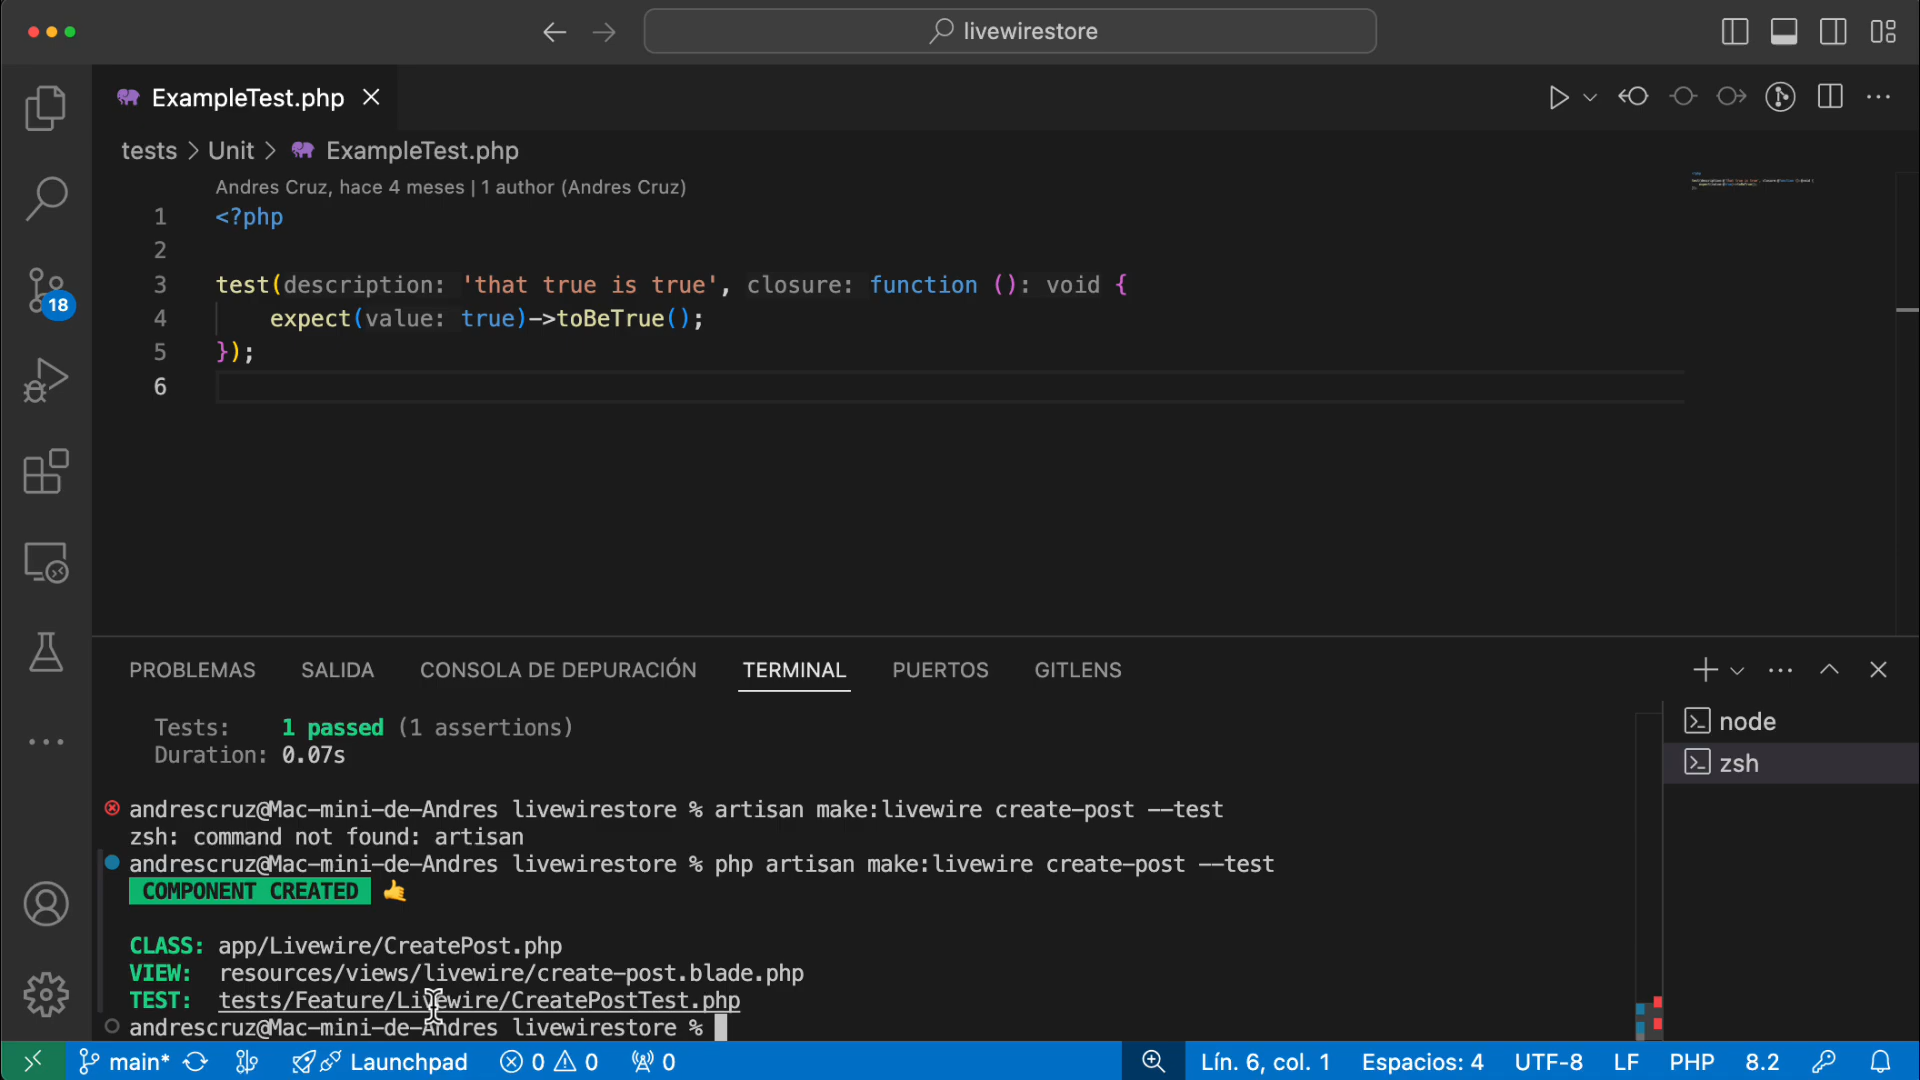 livewirestore
ExampleTest.php
tests > Unit > ExampleTest.php
Andres Cruz, hace 4 meses | 1 author (Andres Cruz)
1 <?php
2
3 test(description: 'that true is true', closure: function (): void {
4 expect(value: true)->toBeTrue();
5 });
6
18
PROBLEMAS SALIDA CONSOLA DE DEPURACIÓN TERMINAL PUERTOS GITLENS
node
zsh
Tests: 1 passed (1 assertions)
Duration: 0.07s
andrescruz@Mac-mini-de-Andres livewirestore % artisan make:livewire create-post --test
zsh: command not found: artisan
andrescruz@Mac-mini-de-Andres livewirestore % php artisan make:livewire create-post --test
COMPONENT CREATED 🤙
CLASS: app/Livewire/CreatePost.php
VIEW: resources/views/livewire/create-post.blade.php
TEST: tests/Feature/Livewire/CreatePostTest.php
andrescruz@Mac-mini-de-Andres livewirestore %
main* Launchpad 0 0 0 Lín. 6, col. 1 Espacios: 4 UTF-8 LF PHP 8.2